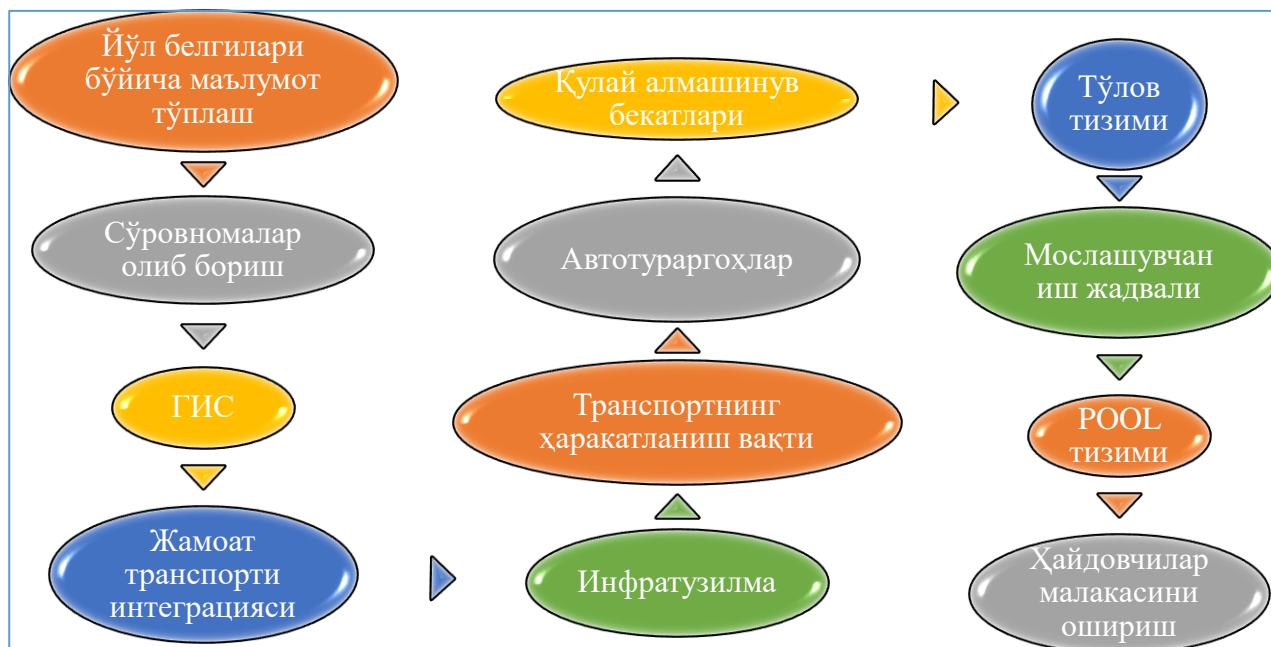 Йўл белгилари
бўйича маълумот
тўплаш
Сўровномалар
олиб бориш
ГИС
Жамоат
транспорти
интеграцияси
Инфратузилма
Транспортнинг
ҳаракатланиш вақти
Автотураргоҳлар
Қулай алмашинув
бекатлари
Тўлов
тизими
Мослашувчан
иш жадвали
POOL
тизими
Ҳайдовчилар
малакасини
ошириш